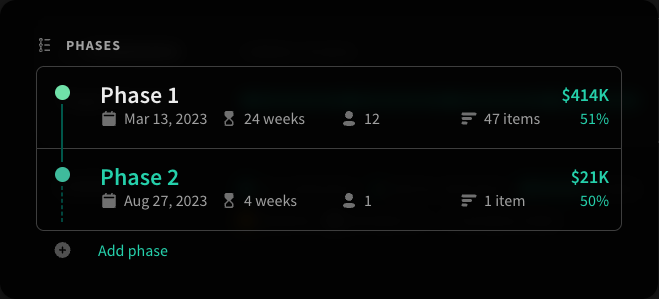 PHASES
Phase 1
$414K
Mar 13, 2023 24 weeks 12 47 items 51%
Phase 2
$21K
Aug 27, 2023 4 weeks 1 1 item 50%
Add phase